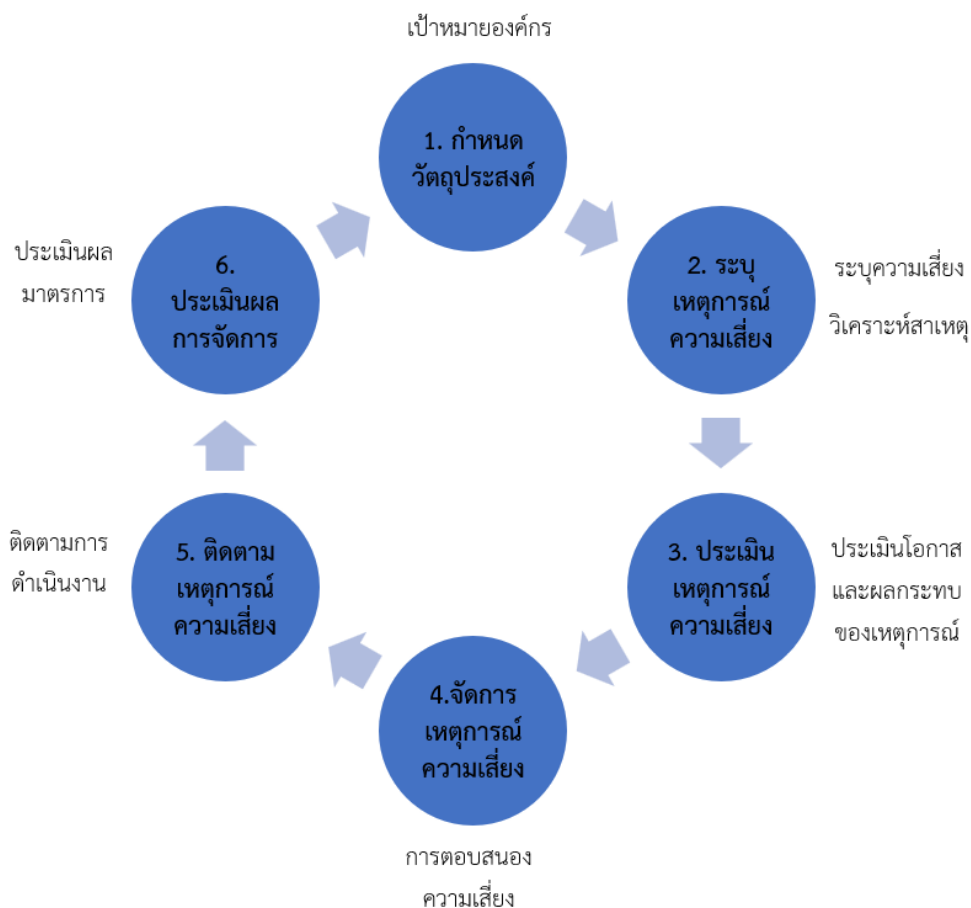 เป้าหมายองค์กร
1. กำหนด
วัตถุประสงค์
2. ระบุ
เหตุการณ์
ความเสี่ยง
ระบุความเสี่ยง
วิเคราะห์สาเหตุ
3. ประเมิน
เหตุการณ์
ความเสี่ยง
ประเมินโอกาส
และผลกระทบ
ของเหตุการณ์
4.จัดการ
เหตุการณ์
ความเสี่ยง
การตอบสนอง
ความเสี่ยง
5. ติดตาม
เหตุการณ์
ความเสี่ยง
ติดตามการ
ดำเนินงาน
6.
ประเมินผล
การจัดการ
ประเมินผล
มาตรการ